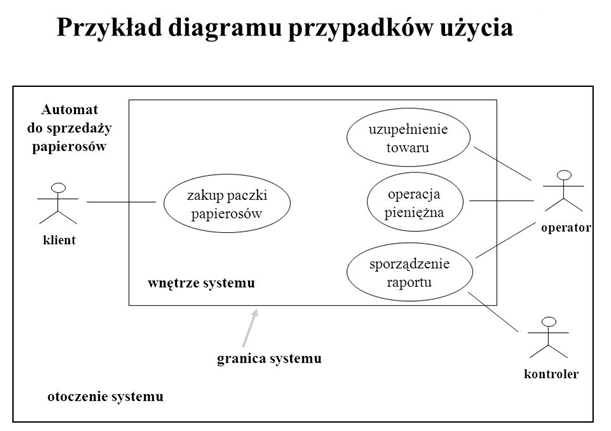 Przykład diagramu przypadków użycia
Automat
do sprzedaży
papierosów
uzupełnienie
towaru
zakup paczki
papierosów
operacja
pieniężna
klient
operator
sporządzenie
raportu
wnętrze systemu
granica systemu
kontroler
otoczenie systemu